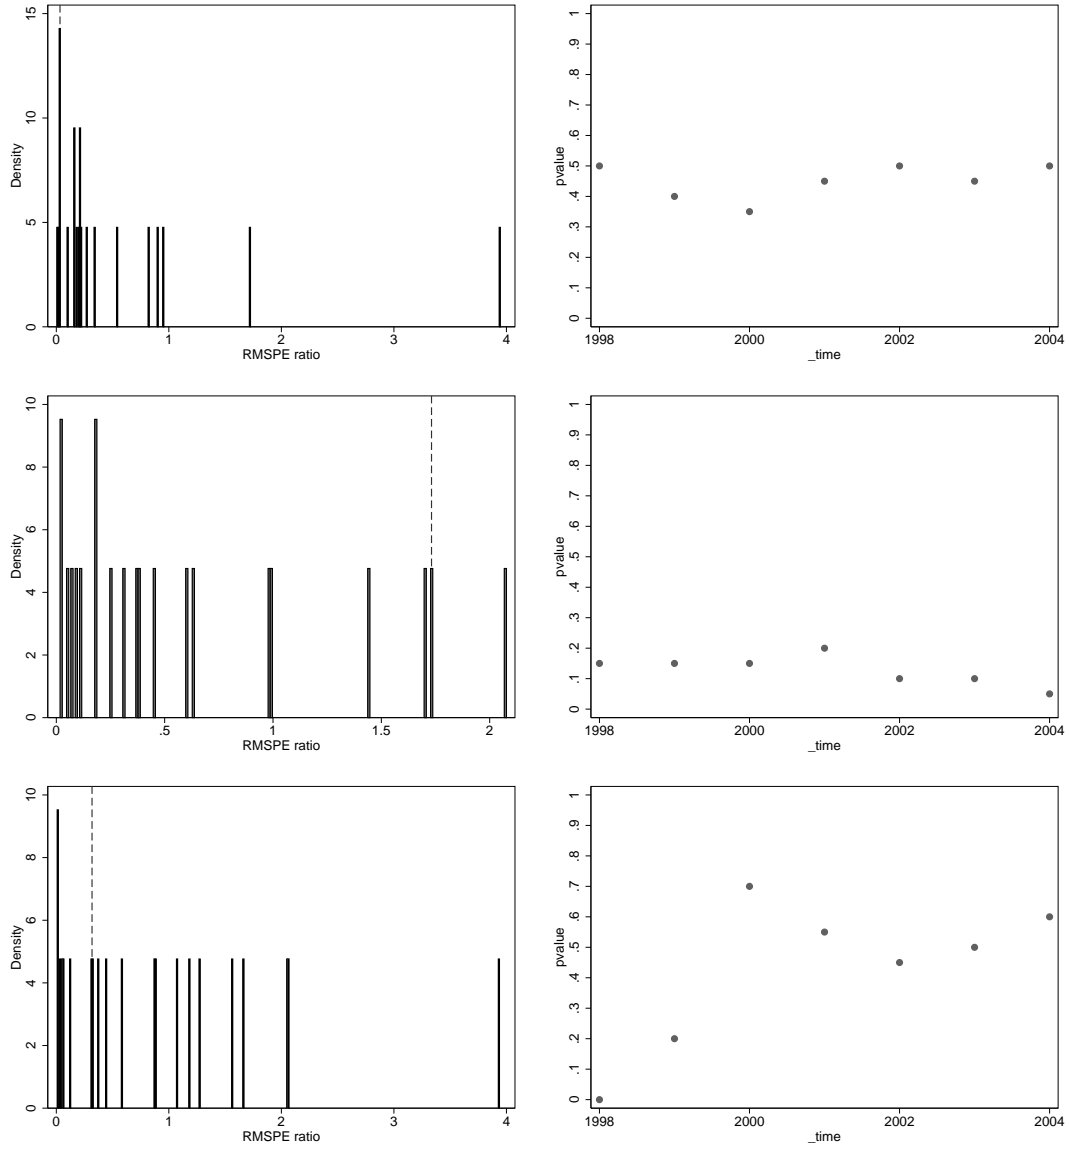 15
10
5
0
Density
0 1 2 3 4
RMSPE ratio
1
.9
.8
.7
.6
.5
.4
.3
.2
.1
0
pvalue
1998 2000 2002 2004
_time
10
8
6
4
2
0
Density
0 .5 1 1.5 2
RMSPE ratio
1
.9
.8
.7
.6
.5
.4
.3
.2
.1
0
pvalue
1998 2000 2002 2004
_time
10
8
6
4
2
0
Density
0 1 2 3 4
RMSPE ratio
1
.9
.8
.7
.6
.5
.4
.3
.2
.1
0
pvalue
1998 2000 2002 2004
_time